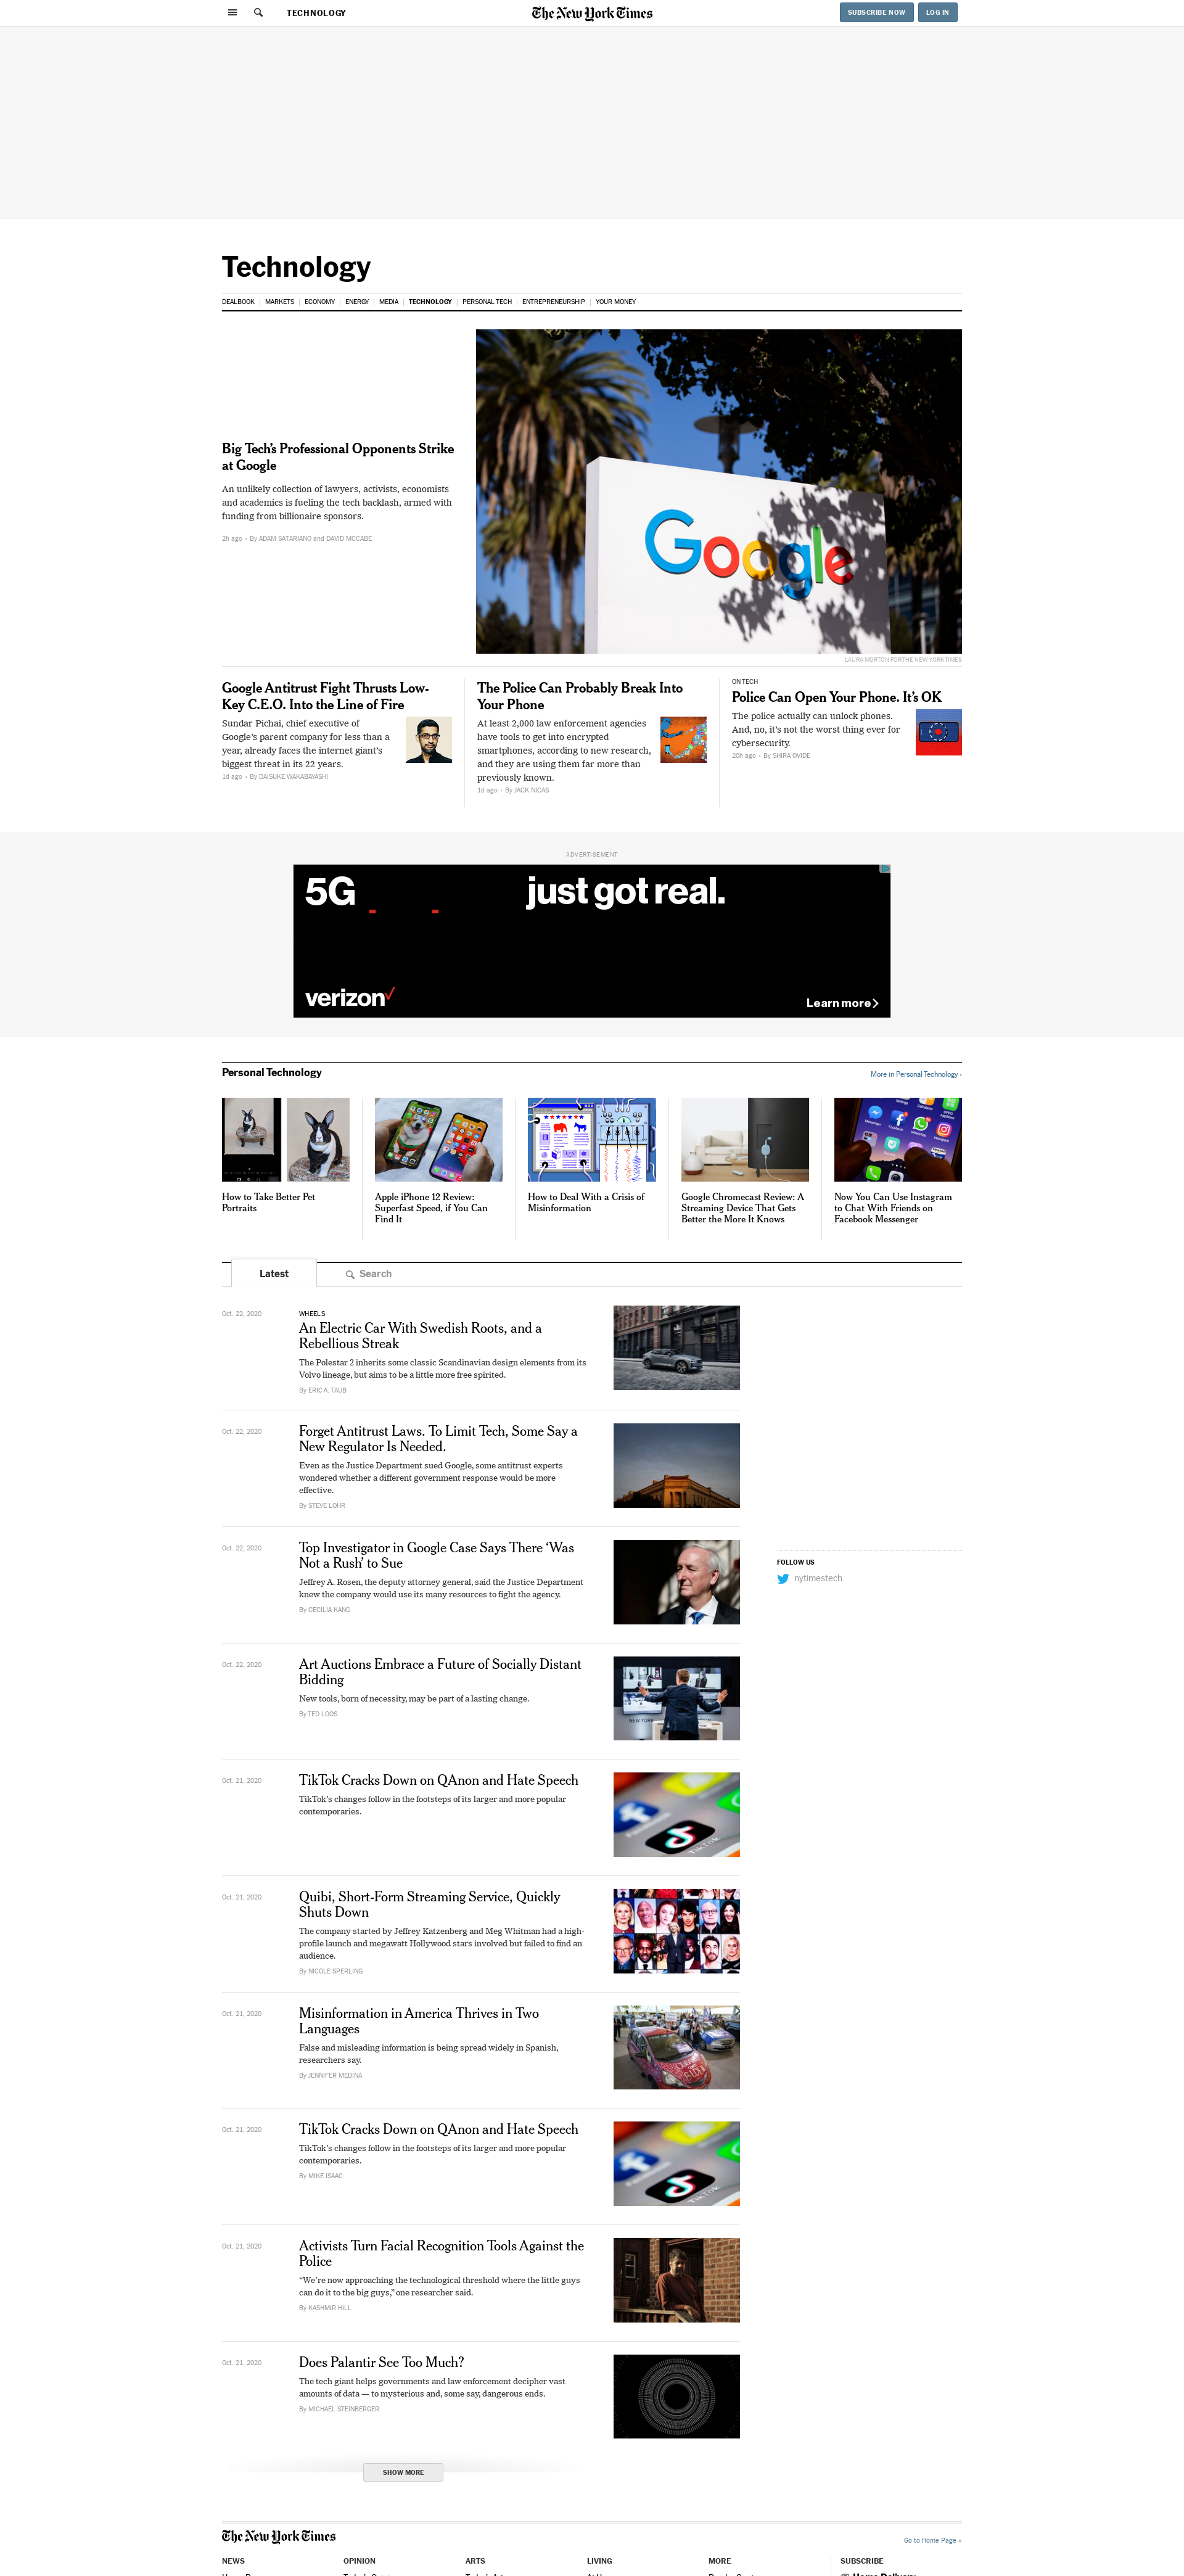 TECHNOLOGY
The New York Times
SUBSCRIBE NOW
LOG IN
Technology
DEALBOOK
MARKETS
ECONOMY
ENERGY
MEDIA
TECHNOLOGY
PERSONAL TECH
ENTREPRENEURSHIP
YOUR MONEY
Big Tech's Professional Opponents Strike
at Google
An unlikely collection of lawyers, activists, economists
and academics is fueling the tech backlash, armed with
funding from billionaire sponsors.
2h ago • By ADAM SATARIANO and DAVID MCCABE
Google
LAURA MORTON FOR THE NEW YORK TIMES
Google Antitrust Fight Thrusts Low-
Key C.E.O. Into the Line of Fire
Sundar Pichai, chief executive of
Google's parent company for less than a
year, already faces the internet giant's
biggest threat in its 22 years.
1d ago • By DAISUKE WAKABAYASHI
The Police Can Probably Break Into
Your Phone
At least 2,000 law enforcement agencies
have tools to get into encrypted
smartphones, according to new research,
and they are using them far more than
previously known.
1d ago • By JACK NICAS
ON TECH
Police Can Open Your Phone. It's OK
The police actually can unlock phones.
And, no, it's not the worst thing ever for
cybersecurity.
20h ago • By SHIRA OVIDE
ADVERTISEMENT
5G just got real.
verizon
Learn more
Personal Technology
More in Personal Technology ›
How to Take Better Pet
Portraits
Apple iPhone 12 Review:
Superfast Speed, if You Can
Find It
How to Deal With a Crisis of
Misinformation
Google Chromecast Review: A
Streaming Device That Gets
Better the More It Knows
Now You Can Use Instagram
to Chat With Friends on
Facebook Messenger
Latest
Search
Oct. 22, 2020
WHEELS
An Electric Car With Swedish Roots, and a
Rebellious Streak
The Polestar 2 inherits some classic Scandinavian design elements from its
Volvo lineage, but aims to be a little more free spirited.
By ERIC A. TAUB
Oct. 22, 2020
Forget Antitrust Laws. To Limit Tech, Some Say a
New Regulator Is Needed.
Even as the Justice Department sued Google, some antitrust experts
wondered whether a different government response would be more
effective.
By STEVE LOHR
Oct. 22, 2020
Top Investigator in Google Case Says There 'Was
Not a Rush' to Sue
Jeffrey A. Rosen, the deputy attorney general, said the Justice Department
knew the company would use its many resources to fight the agency.
By CECILIA KANG
FOLLOW US
nytimestech
Oct. 22, 2020
Art Auctions Embrace a Future of Socially Distant
Bidding
New tools, born of necessity, may be part of a lasting change.
By TED LOOS
NEW YORK
Oct. 21, 2020
TikTok Cracks Down on QAnon and Hate Speech
TikTok's changes follow in the footsteps of its larger and more popular
contemporaries.
Oct. 21, 2020
Quibi, Short-Form Streaming Service, Quickly
Shuts Down
The company started by Jeffrey Katzenberg and Meg Whitman had a high-
profile launch and megawatt Hollywood stars involved but failed to find an
audience.
By NICOLE SPERLING
Oct. 21, 2020
Misinformation in America Thrives in Two
Languages
False and misleading information is being spread widely in Spanish,
researchers say.
By JENNIFER MEDINA
Oct. 21, 2020
TikTok Cracks Down on QAnon and Hate Speech
TikTok's changes follow in the footsteps of its larger and more popular
contemporaries.
By MIKE ISAAC
Oct. 21, 2020
Activists Turn Facial Recognition Tools Against the
Police
"We're now approaching the technological threshold where the little guys
can do it to the big guys," one researcher said.
By KASHMIR HILL
Oct. 21, 2020
Does Palantir See Too Much?
The tech giant helps governments and law enforcement decipher vast
amounts of data — to mysterious and, some say, dangerous ends.
By MICHAEL STEINBERGER
SHOW MORE
The New York Times
Go to Home Page »
NEWS
OPINION
ARTS
LIVING
MORE
SUBSCRIBE